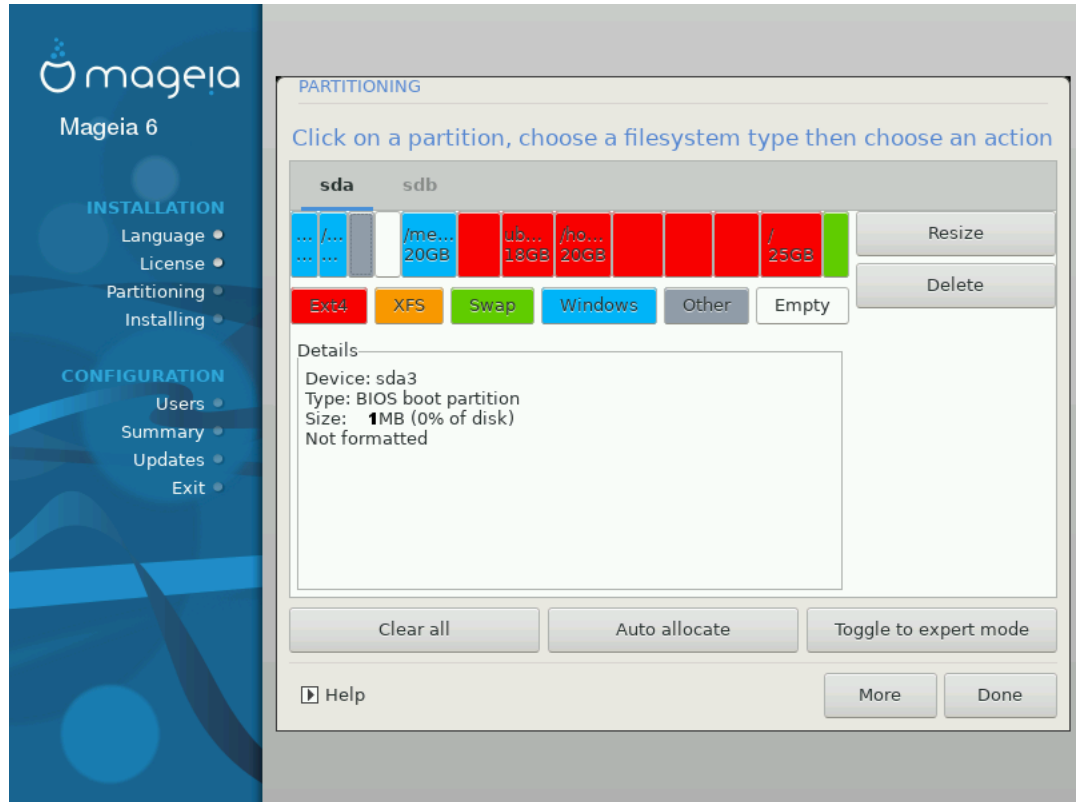 mageia
Mageia 6
INSTALLATION
Language
License
Partitioning
Installing
CONFIGURATION
Users
Summary
Updates
Exit
PARTITIONING
Click on a partition, choose a filesystem type then choose an action
sda sdb
... /... /me... ub... /ho... /
... ... 20GB 18GB 20GB 25GB
Resize
Delete
Ext4 XFS Swap Windows Other Empty
Details
Device: sda3
Type: BIOS boot partition
Size: 1MB (0% of disk)
Not formatted
Clear all Auto allocate Toggle to expert mode
Help More Done